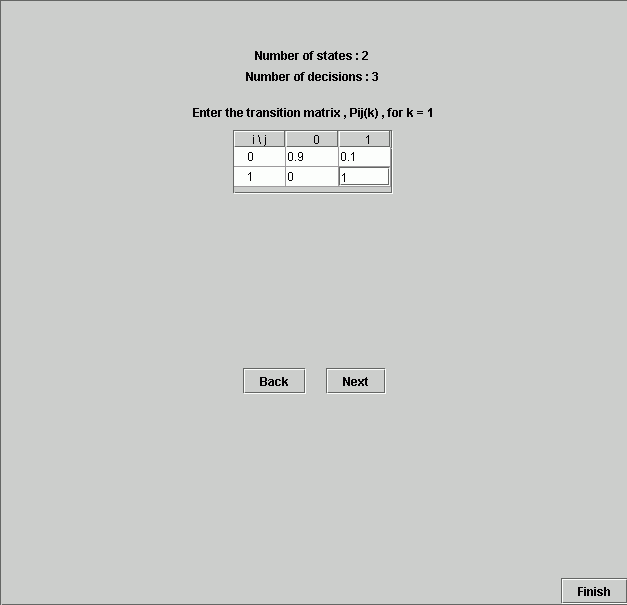 Number of states : 2
Number of decisions : 3
Enter the transition matrix , Pij(k) , for k = 1
i \ j 0 1
0 0.9 0.1
1 0 1
Back Next
Finish